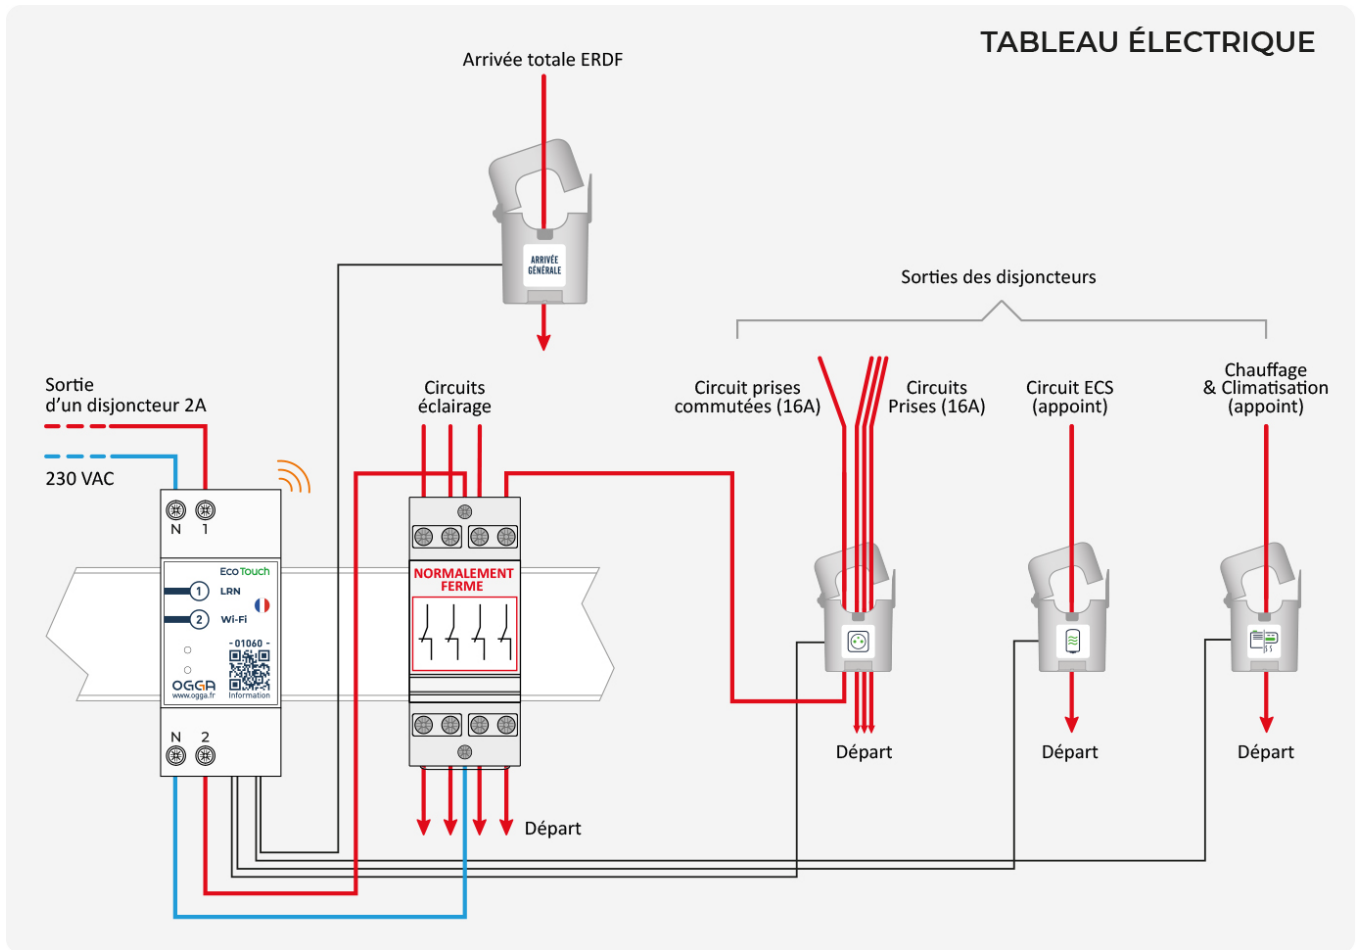 TABLEAU ÉLECTRIQUE
Arrivée totale ERDF
ARRIVÉE
GÉNÉRALE
Sorties des disjoncteurs
Sortie
d'un disjoncteur 2A
230 VAC
Circuits
éclairage
Circuit prises
commutées (16A)
Circuits
Prises (16A)
Circuit ECS
(appoint)
Chauffage
& Climatisation
(appoint)
N 1
EcoTouch
1 LRN
2 Wi-Fi
- 01060 -
OGGA
www.ogga.fr
Information
N 2
NORMALEMENT
FERME
Départ
Départ
Départ
Départ